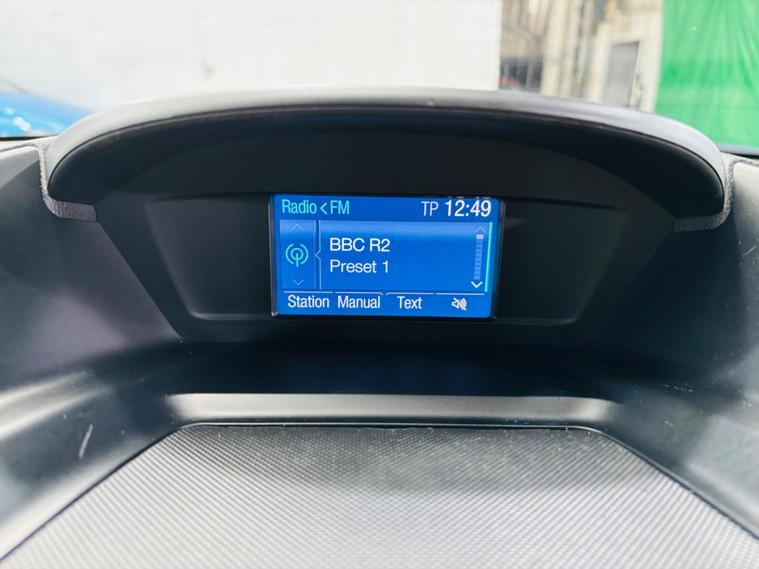 Radio < FM TP 12:49
BBC R2
Preset 1
Station Manual Text